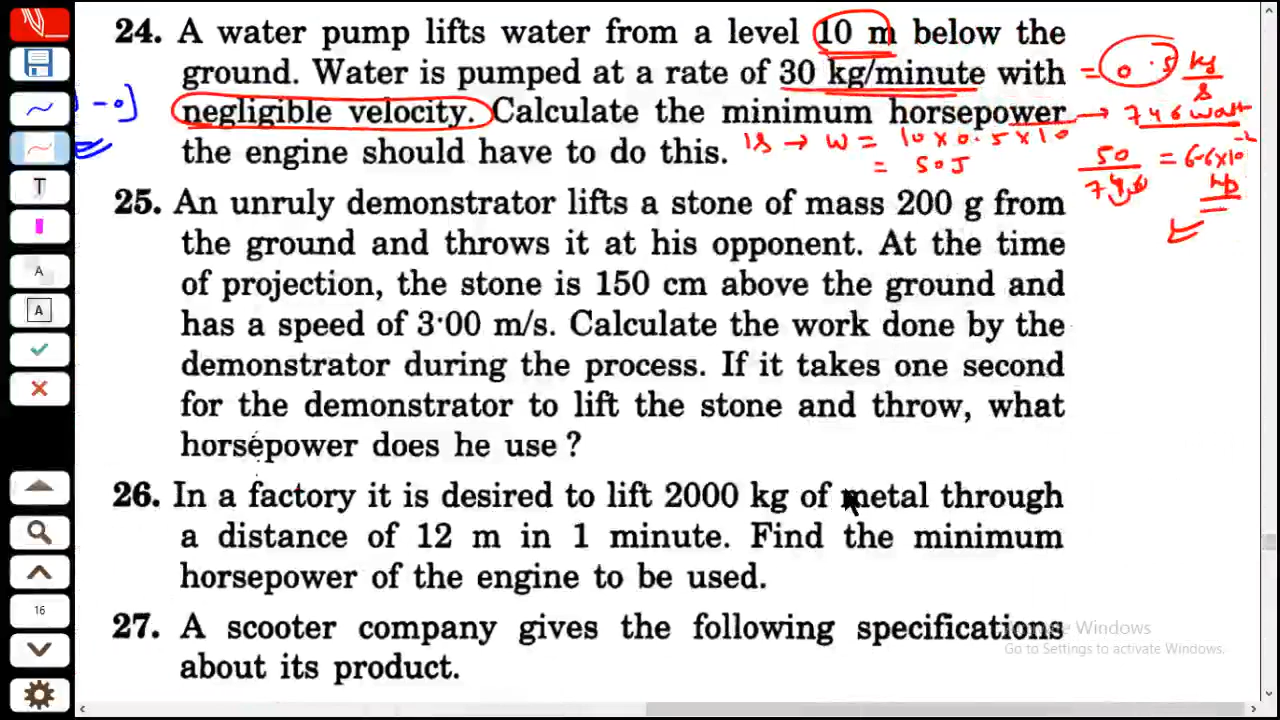 24. A water pump lifts water from a level 10 m below the
ground. Water is pumped at a rate of 30 kg/minute with
negligible velocity. Calculate the minimum horsepower
the engine should have to do this.
= 0.5 kg/s
→ 746 watt
1s → W = 10 x 0.5 x 10
= 50J
50/746 = 6.6x10⁻² hp
-0]
25. An unruly demonstrator lifts a stone of mass 200 g from
the ground and throws it at his opponent. At the time
of projection, the stone is 150 cm above the ground and
has a speed of 3·00 m/s. Calculate the work done by the
demonstrator during the process. If it takes one second
for the demonstrator to lift the stone and throw, what
horsepower does he use ?
26. In a factory it is desired to lift 2000 kg of metal through
a distance of 12 m in 1 minute. Find the minimum
horsepower of the engine to be used.
27. A scooter company gives the following specifications
about its product.
Activate Windows
Go to Settings to activate Windows.
T
A
A
16